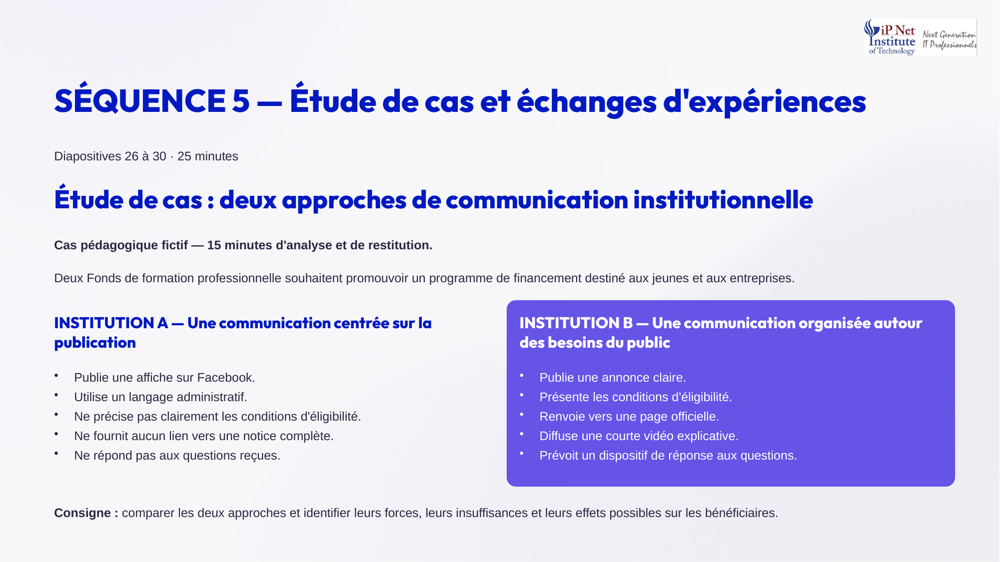 iP Net
Institute
of Technology
Next Generation
IT Professionnels
SÉQUENCE 5 — Étude de cas et échanges d'expériences
Diapositives 26 à 30 · 25 minutes
Étude de cas : deux approches de communication institutionnelle
Cas pédagogique fictif — 15 minutes d'analyse et de restitution.
Deux Fonds de formation professionnelle souhaitent promouvoir un programme de financement destiné aux jeunes et aux entreprises.
INSTITUTION A — Une communication centrée sur la
publication
• Publie une affiche sur Facebook.
• Utilise un langage administratif.
• Ne précise pas clairement les conditions d'éligibilité.
• Ne fournit aucun lien vers une notice complète.
• Ne répond pas aux questions reçues.
INSTITUTION B — Une communication organisée autour
des besoins du public
• Publie une annonce claire.
• Présente les conditions d'éligibilité.
• Renvoie vers une page officielle.
• Diffuse une courte vidéo explicative.
• Prévoit un dispositif de réponse aux questions.
Consigne : comparer les deux approches et identifier leurs forces, leurs insuffisances et leurs effets possibles sur les bénéficiaires.